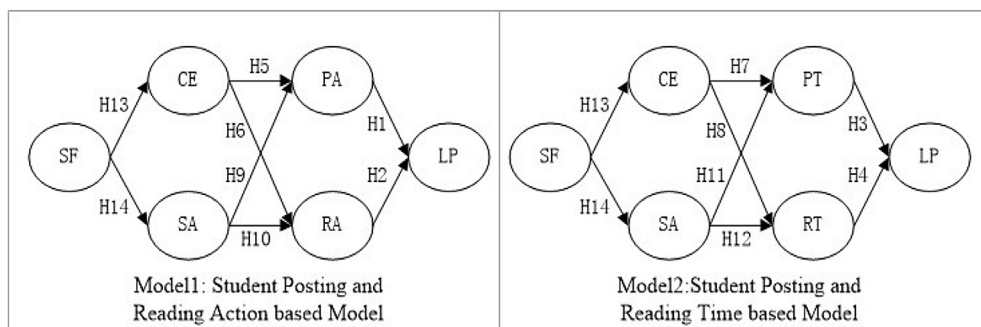 CE
H5
PA
H13
H6
H1
SF
LP
H9
H2
H14
SA
H10
RA
Model1: Student Posting and
Reading Action based Model
CE
H7
PT
H13
H8
H3
SF
LP
H11
H4
H14
SA
H12
RT
Model2:Student Posting and
Reading Time based Model